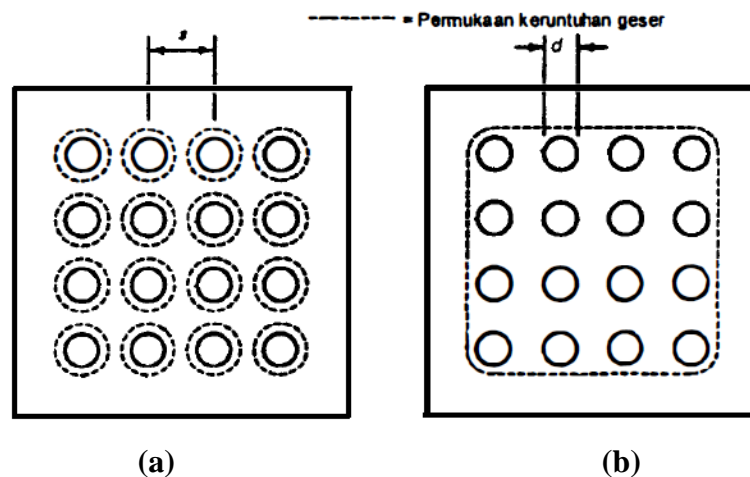 = Permukaan keruntuhan geser
s
d
(a)
(b)